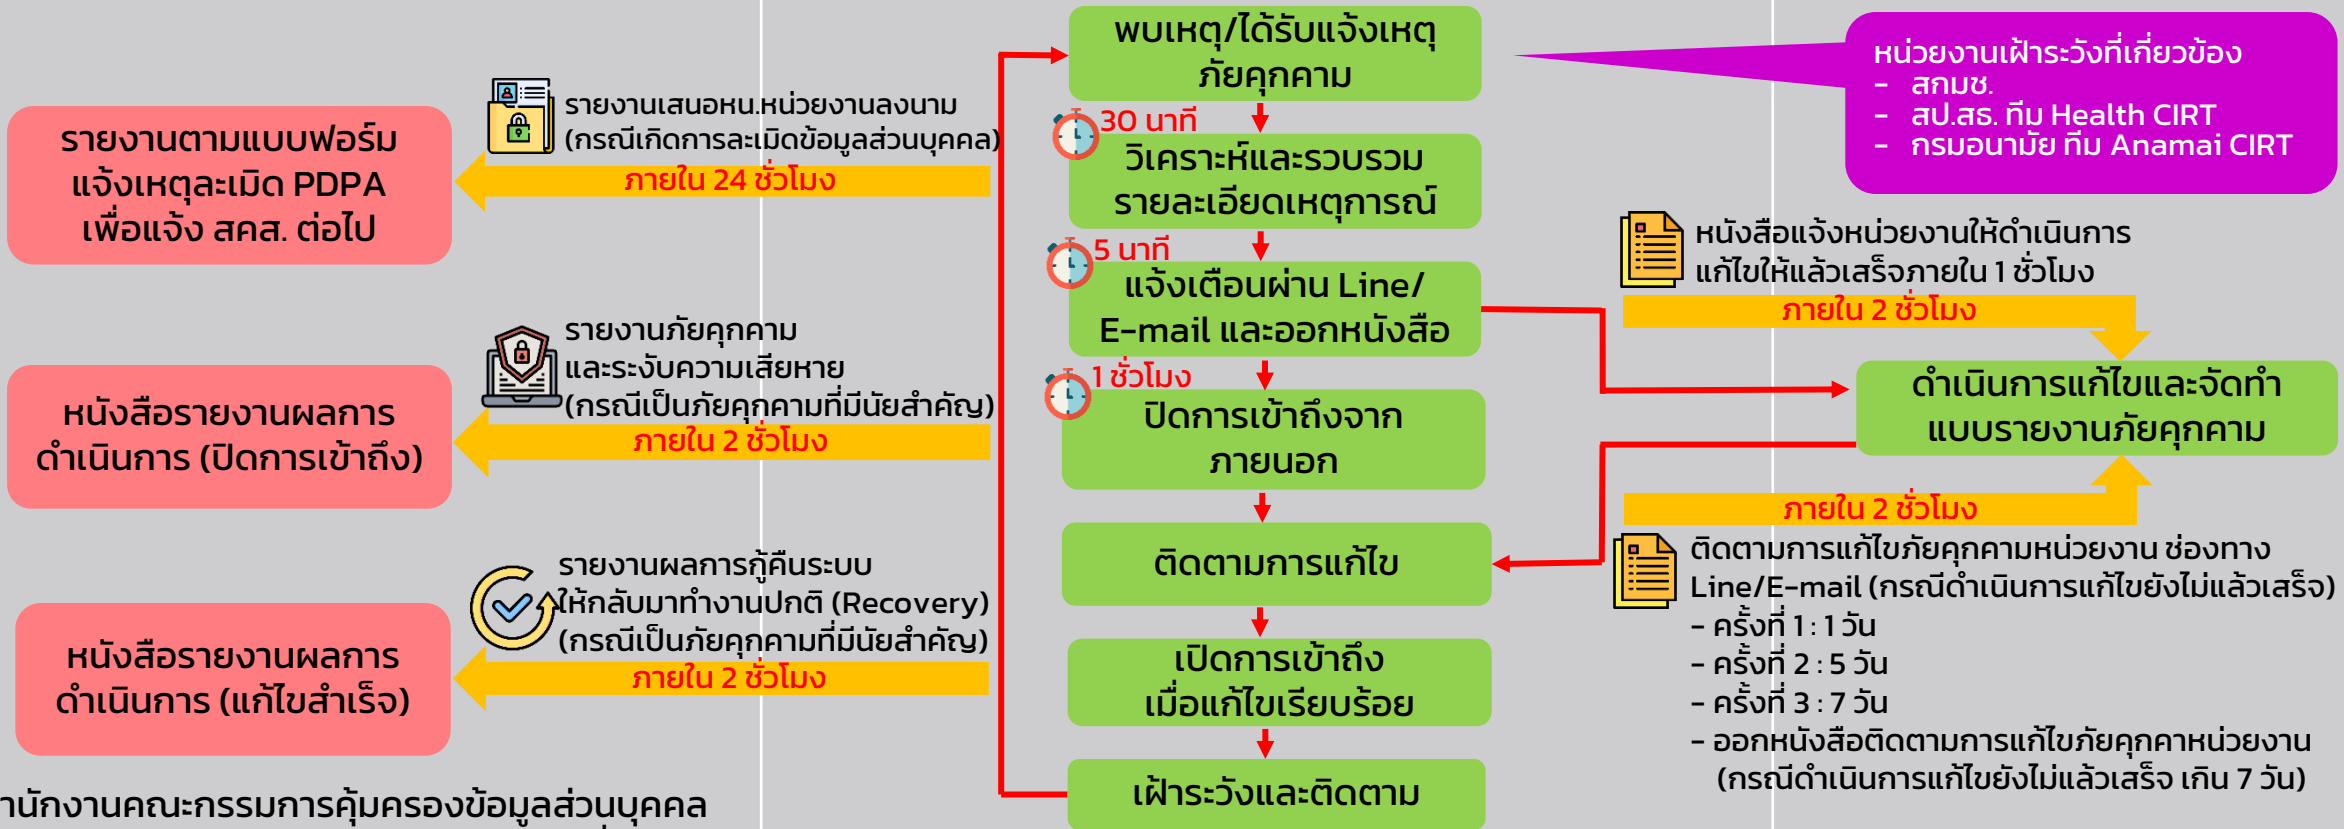 พบเหตุ/ได้รับแจ้งเหตุ
ภัยคุกคาม
หน่วยงานเฝ้าระวังที่เกี่ยวข้อง
- สกมช.
- สป.สธ. ทีม Health CIRT
- กรมอนามัย ทีม Anamai CIRT
รายงานตามแบบฟอร์ม
แจ้งเหตุละเมิด PDPA
เพื่อแจ้ง สคส. ต่อไป
รายงานเสนอหน.หน่วยงานลงนาม
(กรณีเกิดการละเมิดข้อมูลส่วนบุคคล)
ภายใน 24 ชั่วโมง
30 นาที
วิเคราะห์และรวบรวม
รายละเอียดเหตุการณ์
5 นาที
แจ้งเตือนผ่าน Line/
E-mail และออกหนังสือ
หนังสือแจ้งหน่วยงานให้ดำเนินการ
แก้ไขให้แล้วเสร็จภายใน 1 ชั่วโมง
ภายใน 2 ชั่วโมง
หนังสือรายงานผลการ
ดำเนินการ (ปิดการเข้าถึง)
รายงานภัยคุกคาม
และระงับความเสียหาย
(กรณีเป็นภัยคุกคามที่มีนัยสำคัญ)
ภายใน 2 ชั่วโมง
1 ชั่วโมง
ปิดการเข้าถึงจาก
ภายนอก
ดำเนินการแก้ไขและจัดทำ
แบบรายงานภัยคุกคาม
ภายใน 2 ชั่วโมง
ติดตามการแก้ไขภัยคุกคามหน่วยงาน ช่องทาง
Line/E-mail (กรณีดำเนินการแก้ไขยังไม่แล้วเสร็จ)
- ครั้งที่ 1 : 1 วัน
- ครั้งที่ 2 : 5 วัน
- ครั้งที่ 3 : 7 วัน
- ออกหนังสือติดตามการแก้ไขภัยคุกคาหน่วยงาน
(กรณีดำเนินการแก้ไขยังไม่แล้วเสร็จ เกิน 7 วัน)
ติดตามการแก้ไข
หนังสือรายงานผลการ
ดำเนินการ (แก้ไขสำเร็จ)
รายงานผลการกู้คืนระบบ
ให้กลับมาทำงานปกติ (Recovery)
(กรณีเป็นภัยคุกคามที่มีนัยสำคัญ)
ภายใน 2 ชั่วโมง
เปิดการเข้าถึง
เมื่อแก้ไขเรียบร้อย
เฝ้าระวังและติดตาม
านักงานคณะกรรมการคุ้มครองข้อมูลส่วนบุคคล